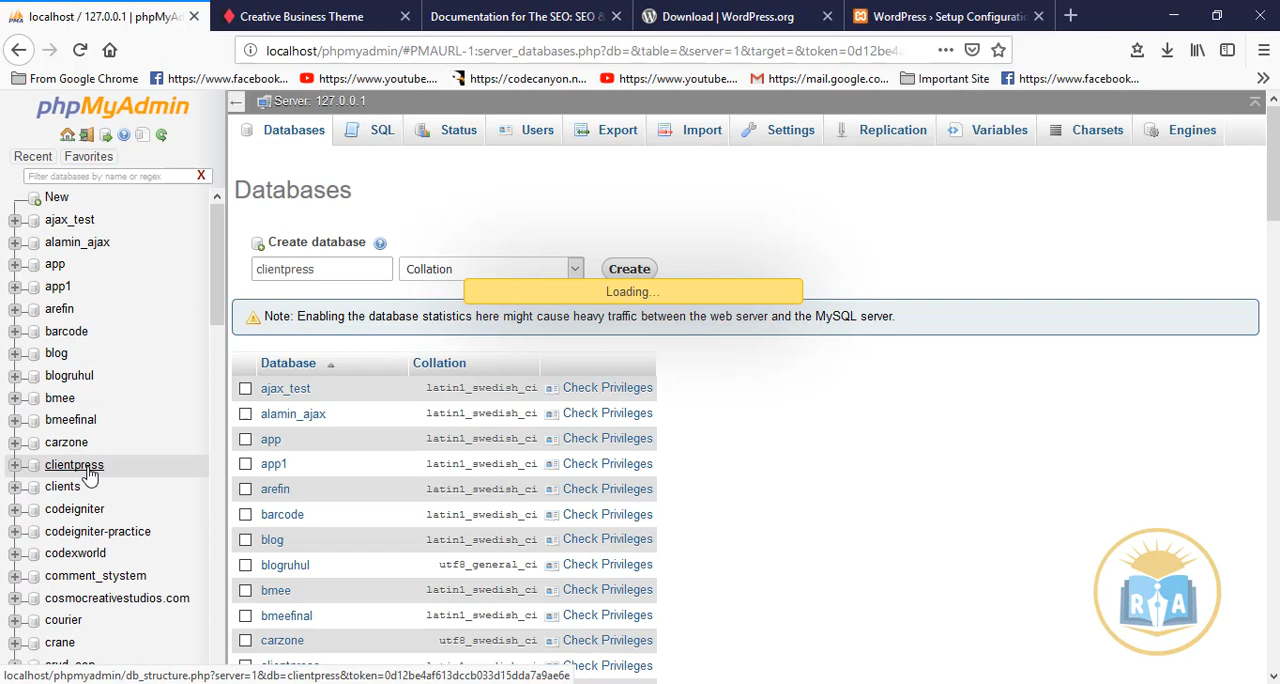 localhost / 127.0.0.1 | phpMyA
Creative Business Theme
Documentation for The SEO: SEO &
Download | WordPress.org
WordPress › Setup Configuratio
localhost/phpmyadmin/#PMAURL-1:server_databases.php?db=&table=&server=1&target=&token=0d12be4a
From Google Chrome
https://www.facebook...
https://www.youtube....
https://codecanyon.n...
https://www.youtube....
https://mail.google.co...
Important Site
https://www.facebook...
phpMyAdmin
Recent
Favorites
Filter databases by name or regex
X
New
ajax_test
alamin_ajax
app
app1
arefin
barcode
blog
blogruhul
bmee
bmeefinal
carzone
clientpress
clients
codeigniter
codeigniter-practice
codexworld
comment_stystem
cosmocreativestudios.com
courier
crane
Server: 127.0.0.1
Databases
SQL
Status
Users
Export
Import
Settings
Replication
Variables
Charsets
Engines
Databases
Create database
clientpress
Collation
Create
Loading...
Note: Enabling the database statistics here might cause heavy traffic between the web server and the MySQL server.
Database
Collation
ajax_test latin1_swedish_ci Check Privileges
alamin_ajax latin1_swedish_ci Check Privileges
app latin1_swedish_ci Check Privileges
app1 latin1_swedish_ci Check Privileges
arefin latin1_swedish_ci Check Privileges
barcode latin1_swedish_ci Check Privileges
blog latin1_swedish_ci Check Privileges
blogruhul utf8_general_ci Check Privileges
bmee latin1_swedish_ci Check Privileges
bmeefinal latin1_swedish_ci Check Privileges
carzone utf8_swedish_ci Check Privileges
clientpress latin1_swedish_ci Check Privileges
R A
localhost/phpmyadmin/db_structure.php?server=1&db=clientpress&token=0d12be4af613dccb033d15dda7a9ae6e